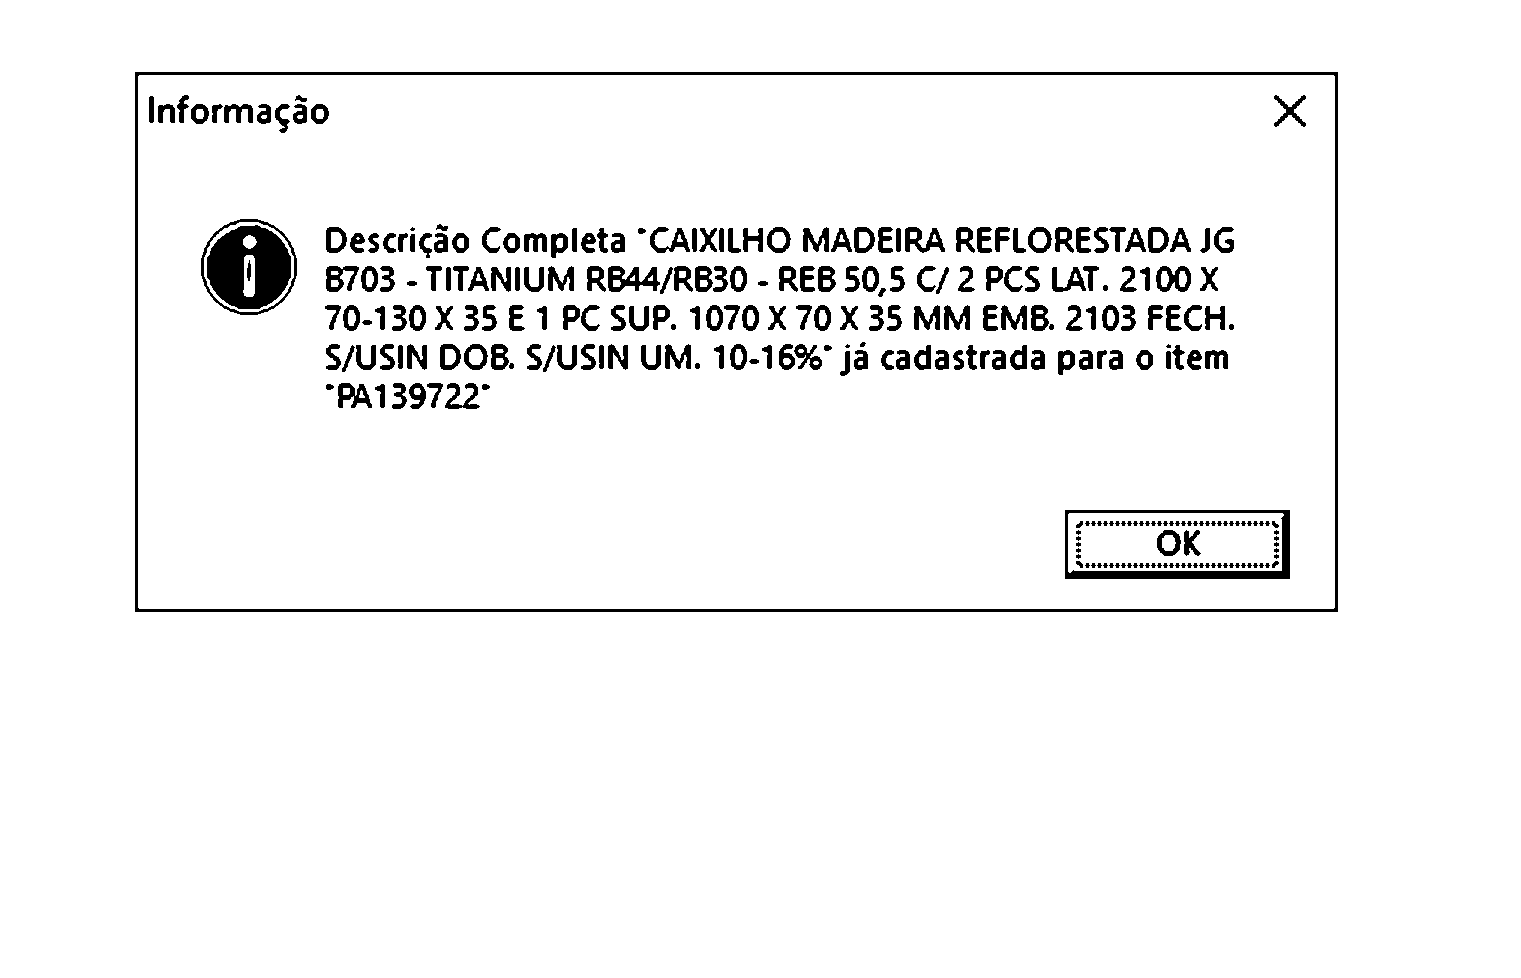 Informação
Descrição Completa "CAIXILHO MADEIRA REFLORESTADA JG
B703 - TITANIUM RB44/RB30 - REB 50,5 C/ 2 PCS LAT. 2100 X
70-130 X 35 E 1 PC SUP. 1070 X 70 X 35 MM EMB. 2103 FECH.
S/USIN DOB. S/USIN UM. 10-16%" já cadastrada para o item
"PA139722"
OK